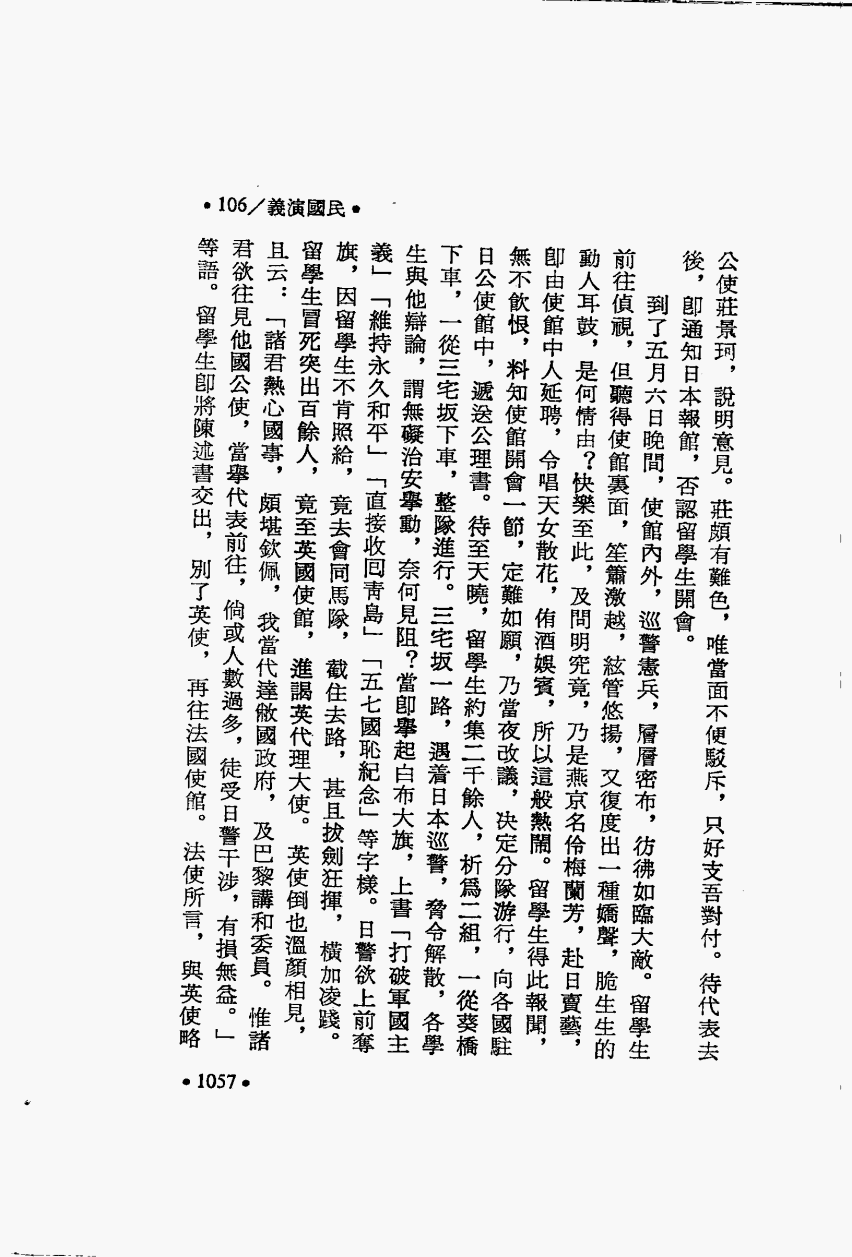 •106／義演國民•
公使莊景珂，說明意見。莊頗有難色，唯當面不便駁斥，只好支吾對付。待代表去
後，卽通知日本報館，否認留學生開會。
到了五月六日晚間，使館內外，巡警憲兵，層層密布，彷彿如臨大敵。留學生
前往偵視，但聽得使館裏面，笙簫激越，絃管悠揚，又復度出一種嬌聲，脆生生的
動人耳鼓，是何情由？快樂至此，及問明究竟，乃是燕京名伶梅蘭芳，赴日賣藝，
卽由使館中人延聘，令唱天女散花，侑酒娛賓，所以這般熱鬧。留學生得此報聞，
無不飲恨，料知使館開會一節，定難如願，乃當夜改議，決定分隊游行，向各國駐
日公使館中，遞送公理書。待至天曉，留學生約集二千餘人，析爲二組，一從葵橋
下車，一從三宅坂下車，整隊進行。三宅坂一路，遇着日本巡警，脅令解散，各學
生與他辯論，謂無礙治安舉動，奈何見阻？當卽舉起白布大旗，上書「打破軍國主
義」「維持永久和平」「直接收回靑島」「五七國恥紀念」等字樣。日警欲上前奪
旗，因留學生不肯照給，竟去會同馬隊，截住去路，甚且拔劍狂揮，橫加凌踐。
留學生冒死突出百餘人，竟至英國使館，進謁英代理大使。英使倒也溫顏相見，
且云：「諸君熱心國事，頗堪欽佩，我當代達敝國政府，及巴黎講和委員。惟諸
君欲往見他國公使，當舉代表前往，倘或人數過多，徒受日警干涉，有損無益。」
等語。留學生卽將陳述書交出，別了英使，再往法國使館。法使所言，與英使略
•1057•